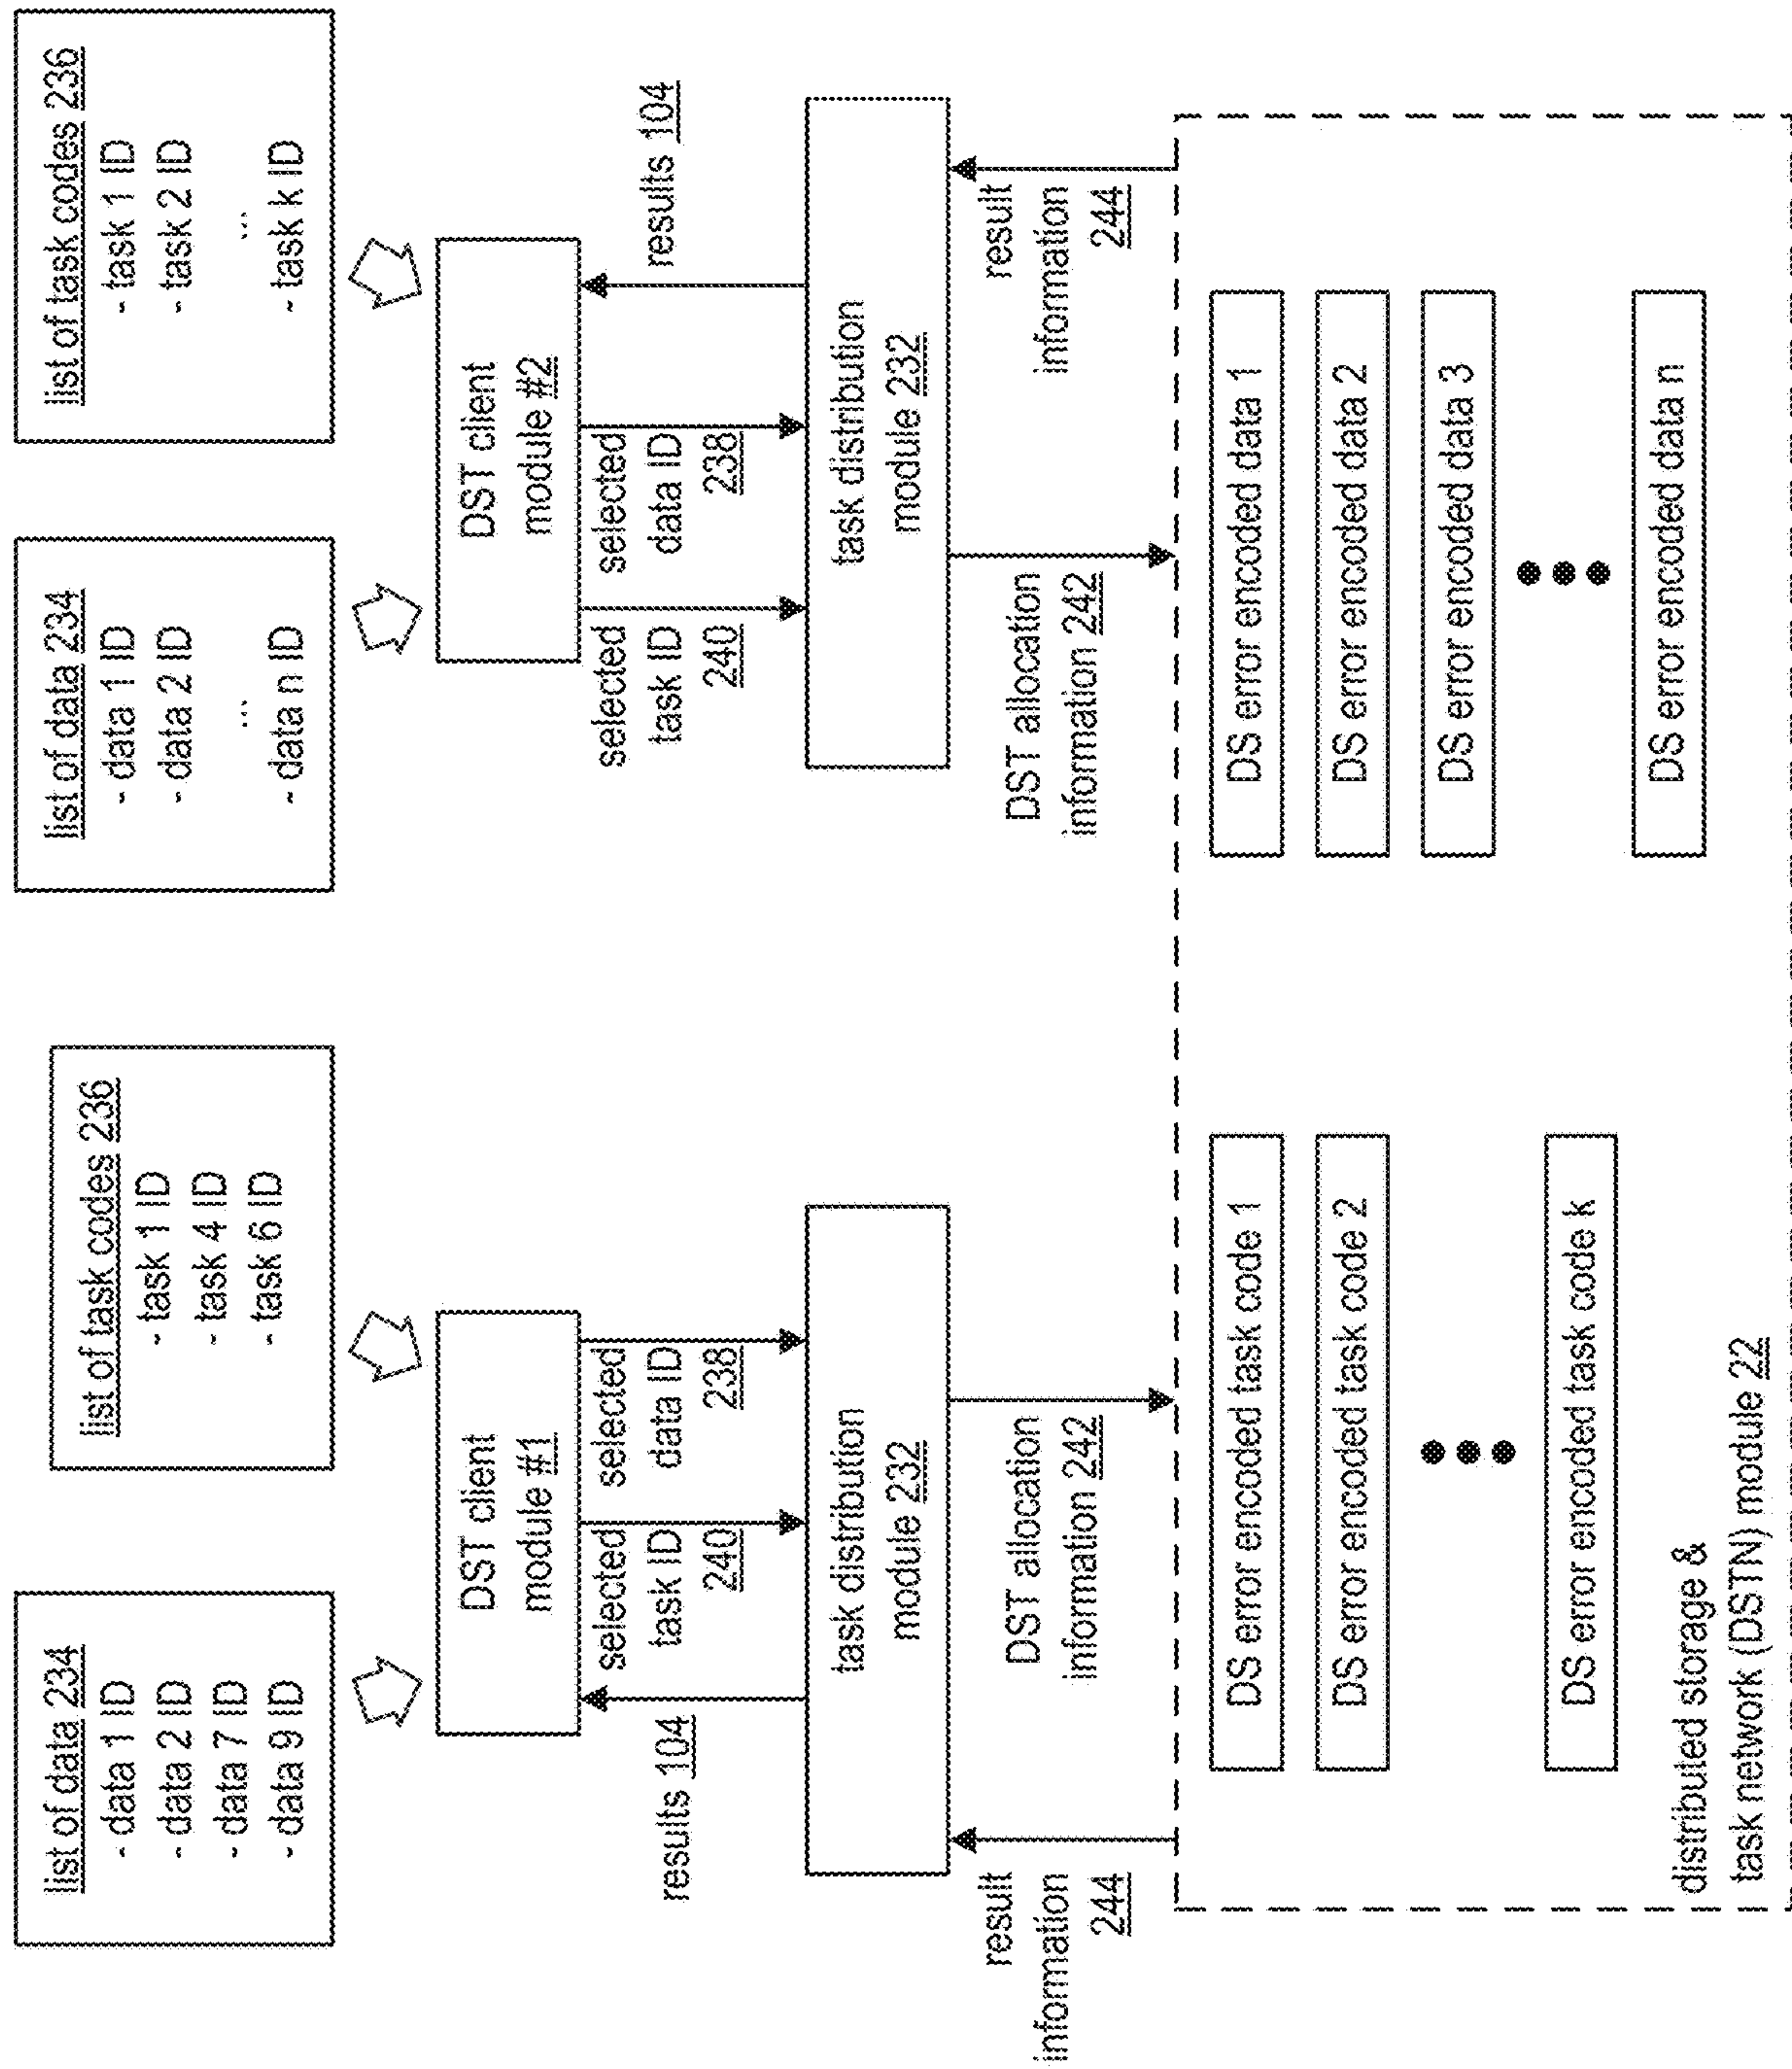 list of data 234
- data 1 ID
- data 2 ID
- data 7 ID
- data 9 ID
list of task codes 236
- task 1 ID
- task 4 ID
- task 6 ID
list of data 234
- data 1 ID
- data 2 ID
...
- data n ID
list of task codes 236
- task 1 ID
- task 2 ID
...
- task k ID
DST client
module #1
DST client
module #2
results 104
selected
task ID
240
selected
data ID
238
selected
task ID
240
selected
data ID
238
results 104
task distribution
module 232
task distribution
module 232
result
information
244
DST allocation
information 242
DST allocation
information 242
result
information
244
DS error encoded task code 1
DS error encoded task code 2
DS error encoded task code k
DS error encoded data 1
DS error encoded data 2
DS error encoded data 3
DS error encoded data n
distributed storage &
task network (DSTN) module 22